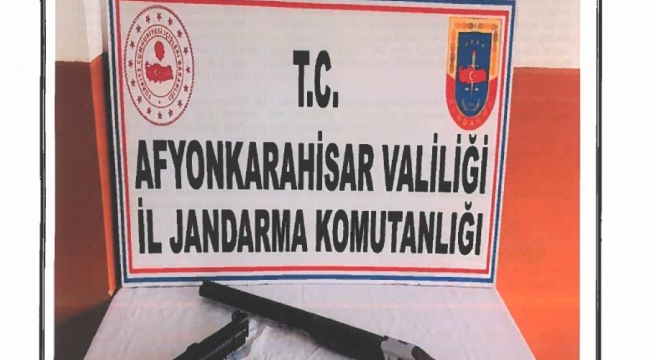 T.C.
AFYONKARAHİSAR VALİLİĞİ
İL JANDARMA KOMUTANLIĞI